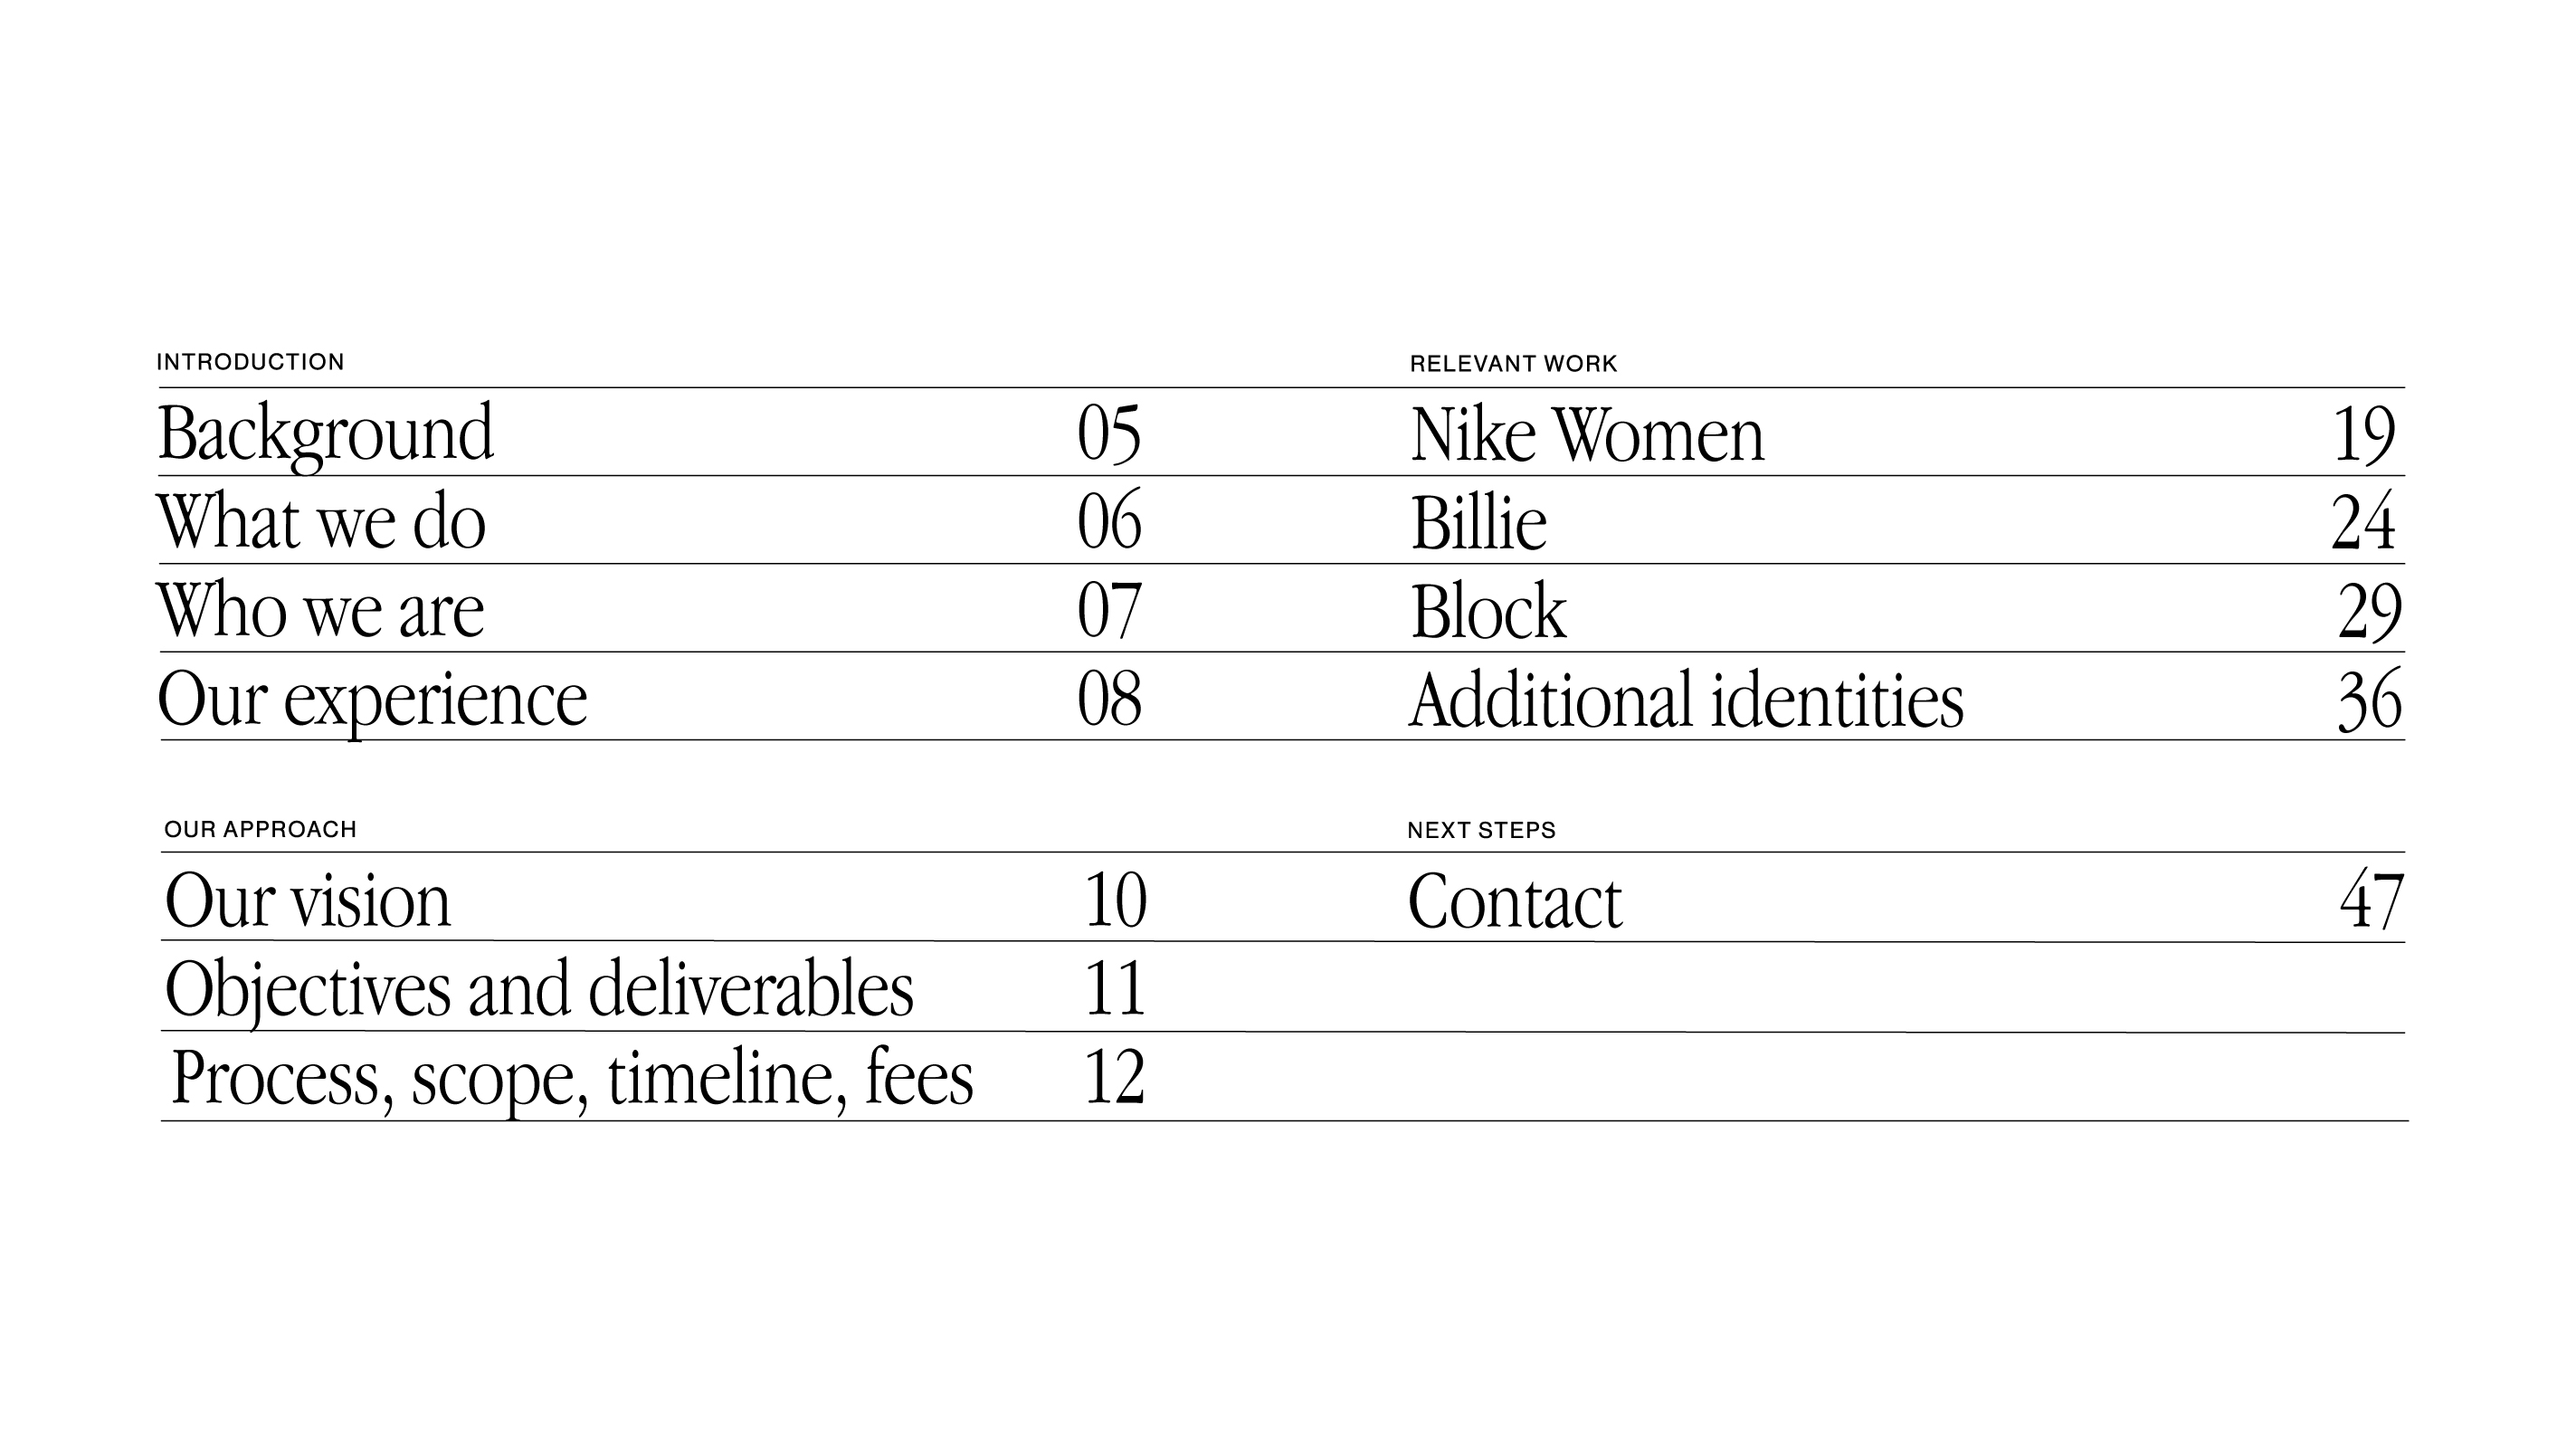 INTRODUCTION
Background 05
What we do 06
Who we are 07
Our experience 08
OUR APPROACH
Our vision 10
Objectives and deliverables 11
Process, scope, timeline, fees 12
RELEVANT WORK
Nike Women 19
Billie 24
Block 29
Additional identities 36
NEXT STEPS
Contact 47